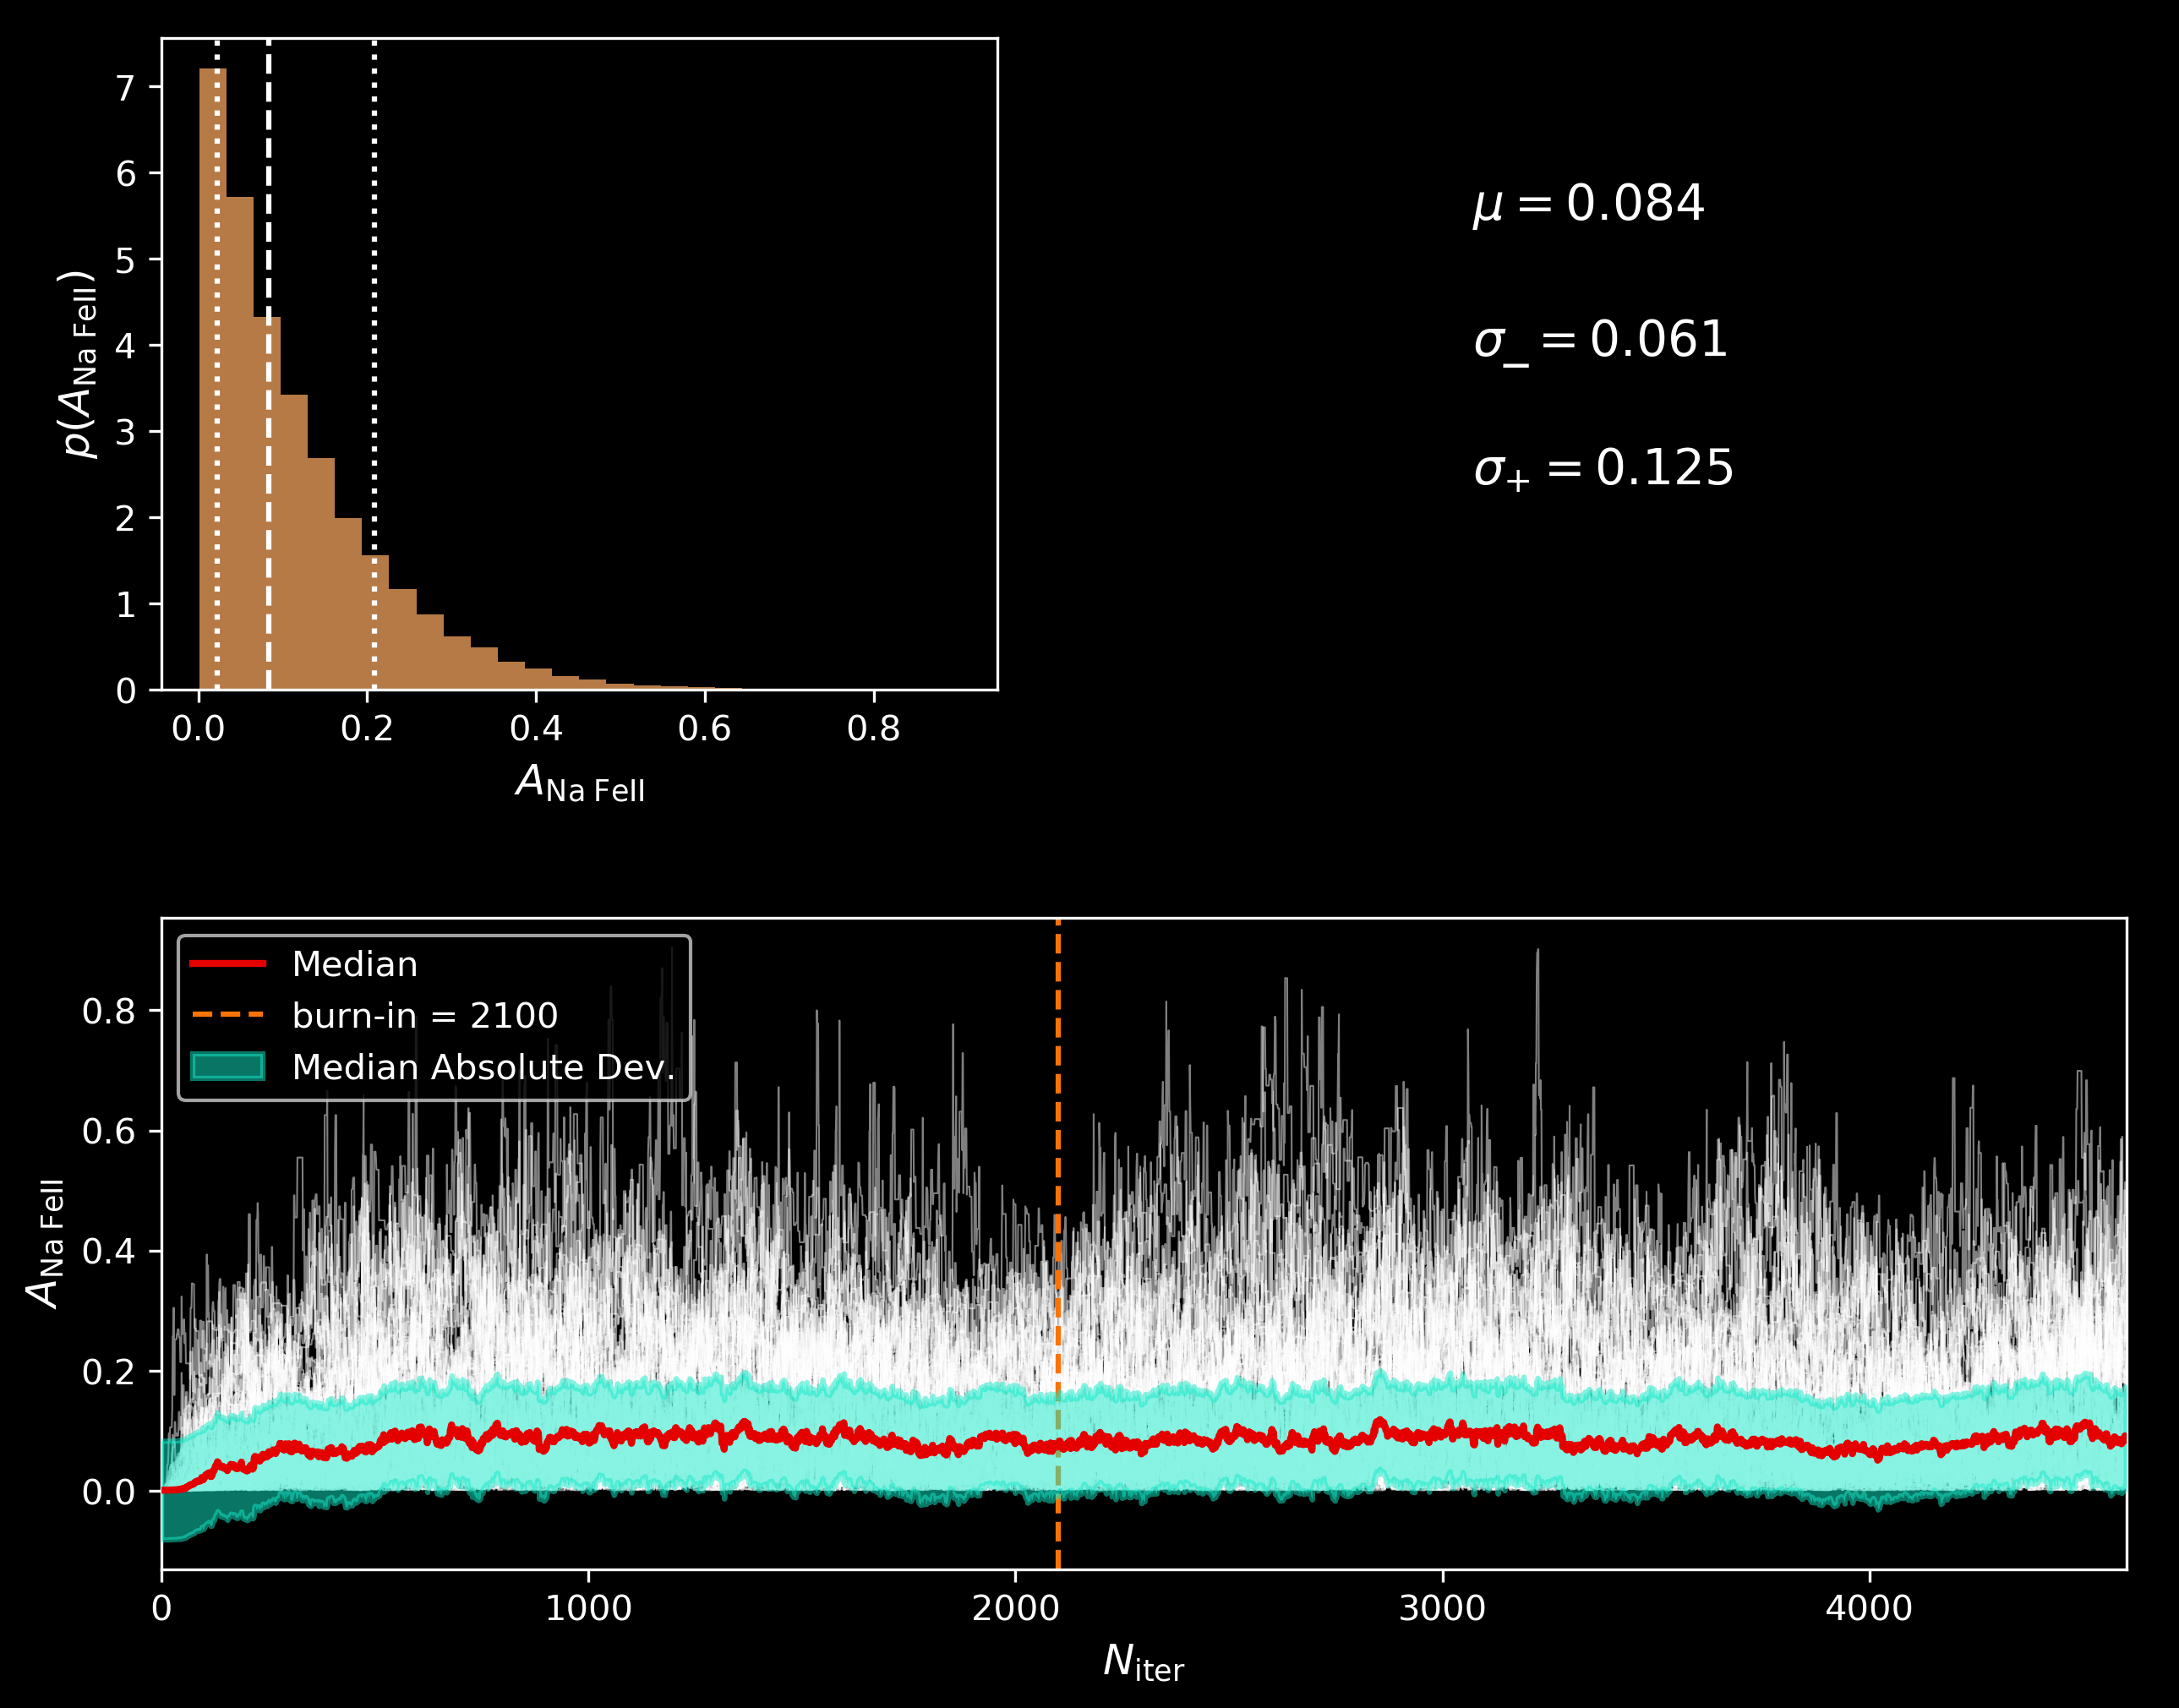 7
6
5
4
3
2
1
0
p(A_Na FeII)
0.0 0.2 0.4 0.6 0.8
A_Na FeII
μ = 0.084
σ_− = 0.061
σ_+ = 0.125
Median
burn-in = 2100
Median Absolute Dev.
0.8
0.6
0.4
0.2
0.0
A_Na FeII
0 1000 2000 3000 4000
N_iter